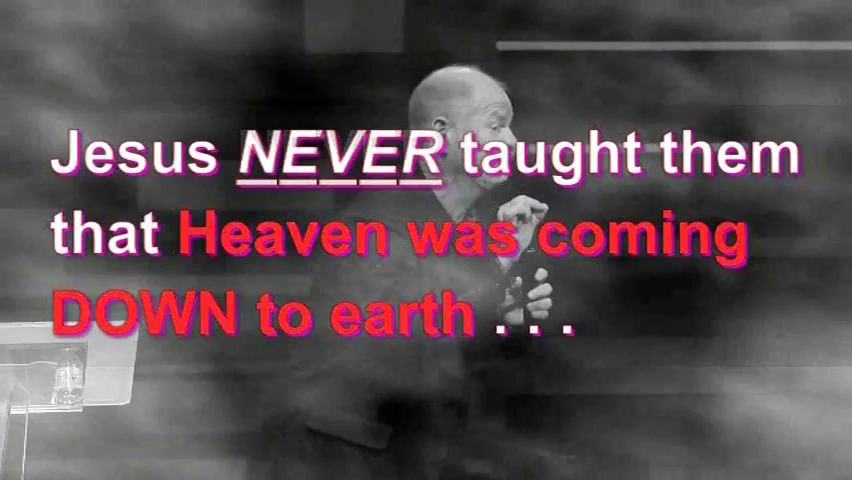 Jesus NEVER taught them
that Heaven was coming
DOWN to earth . . .